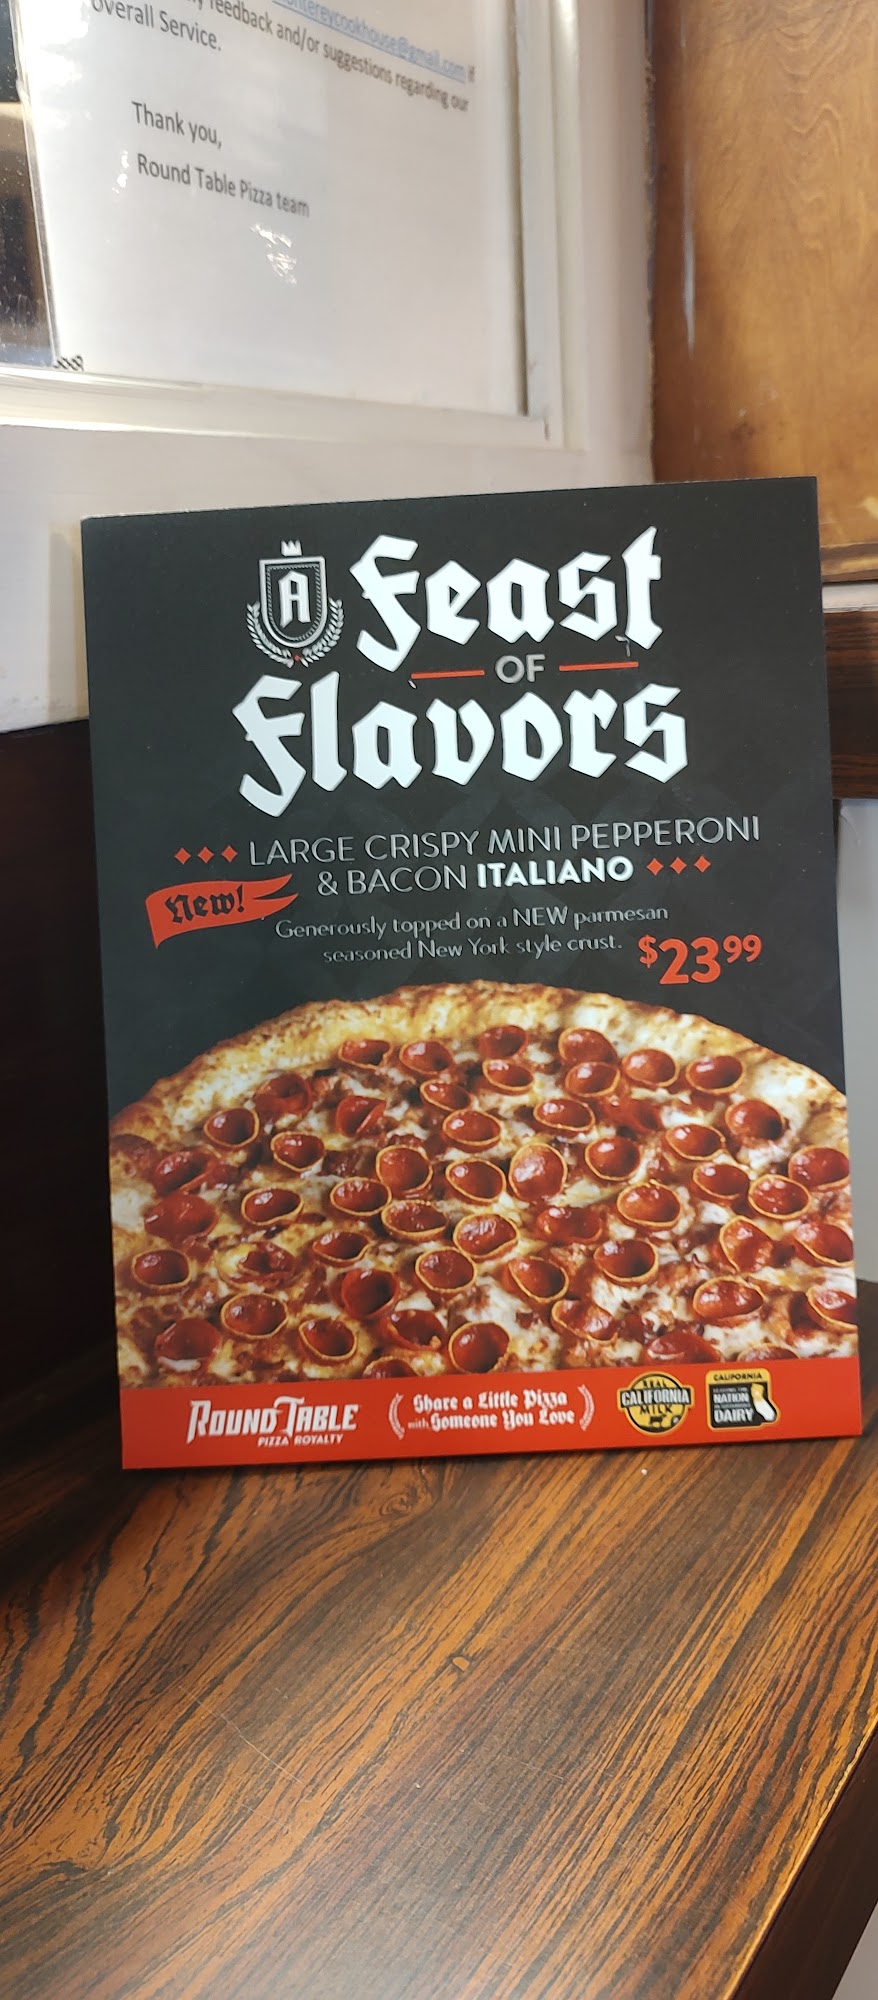 feedback and/or suggestions regarding our
Overall Service.
Thank you,
Round Table Pizza team
A Feast
OF
Flavors
LARGE CRISPY MINI PEPPERONI
& BACON ITALIANO
New!
Generously topped on a NEW parmesan
seasoned New York style crust.
$23⁹⁹
ROUND TABLE
PIZZA ROYALTY
Share a Little Pizza
with Someone You Love
REAL
CALIFORNIA
MILK
CALIFORNIA
NATION
DAIRY